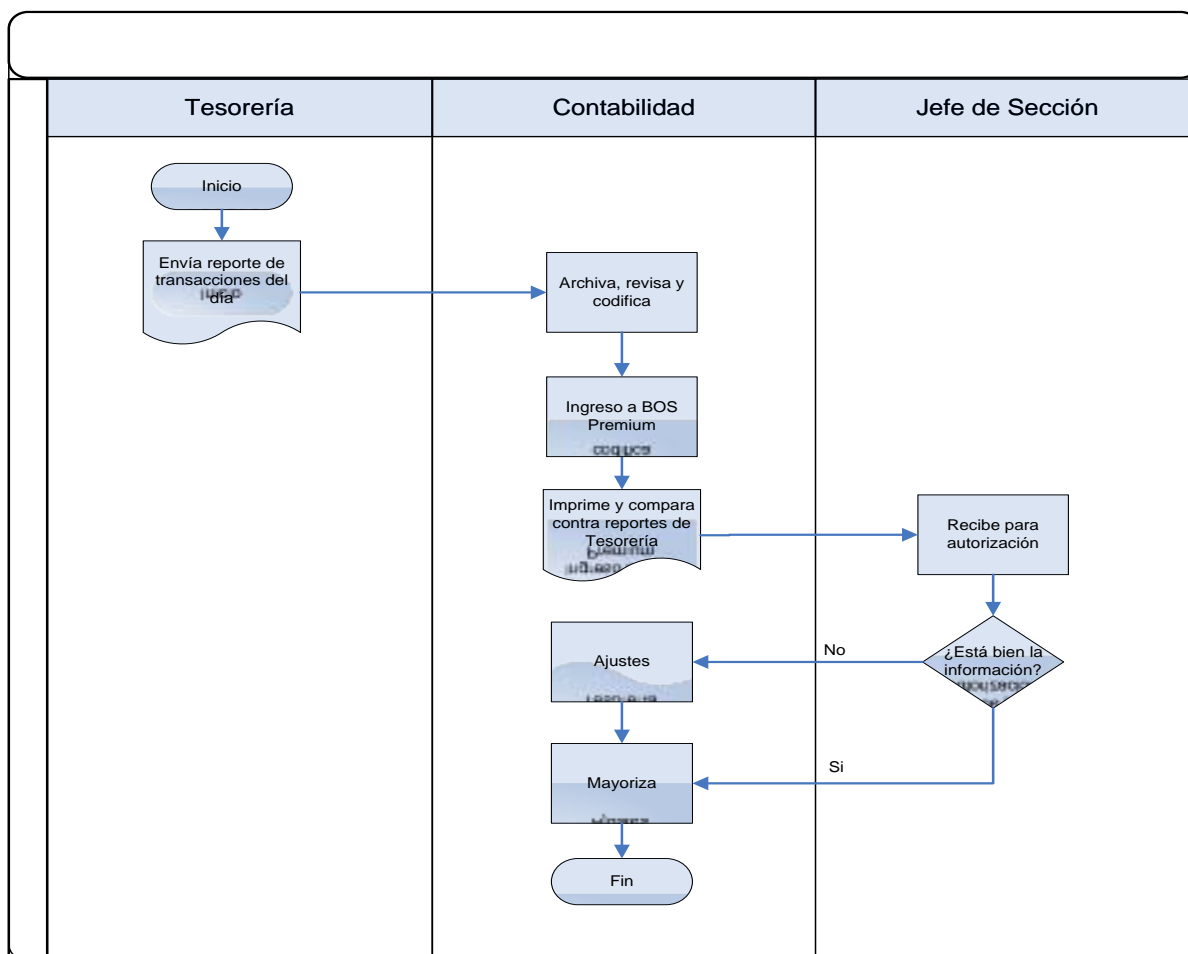 Tesorería
Contabilidad
Jefe de Sección
Inicio
Envía reporte de
transacciones del
día
Archiva, revisa y
codifica
Ingreso a BOS
Premium
Imprime y compara
contra reportes de
Tesorería
Recibe para
autorización
¿Está bien la
información?
No
Ajustes
Si
Mayoriza
Fin